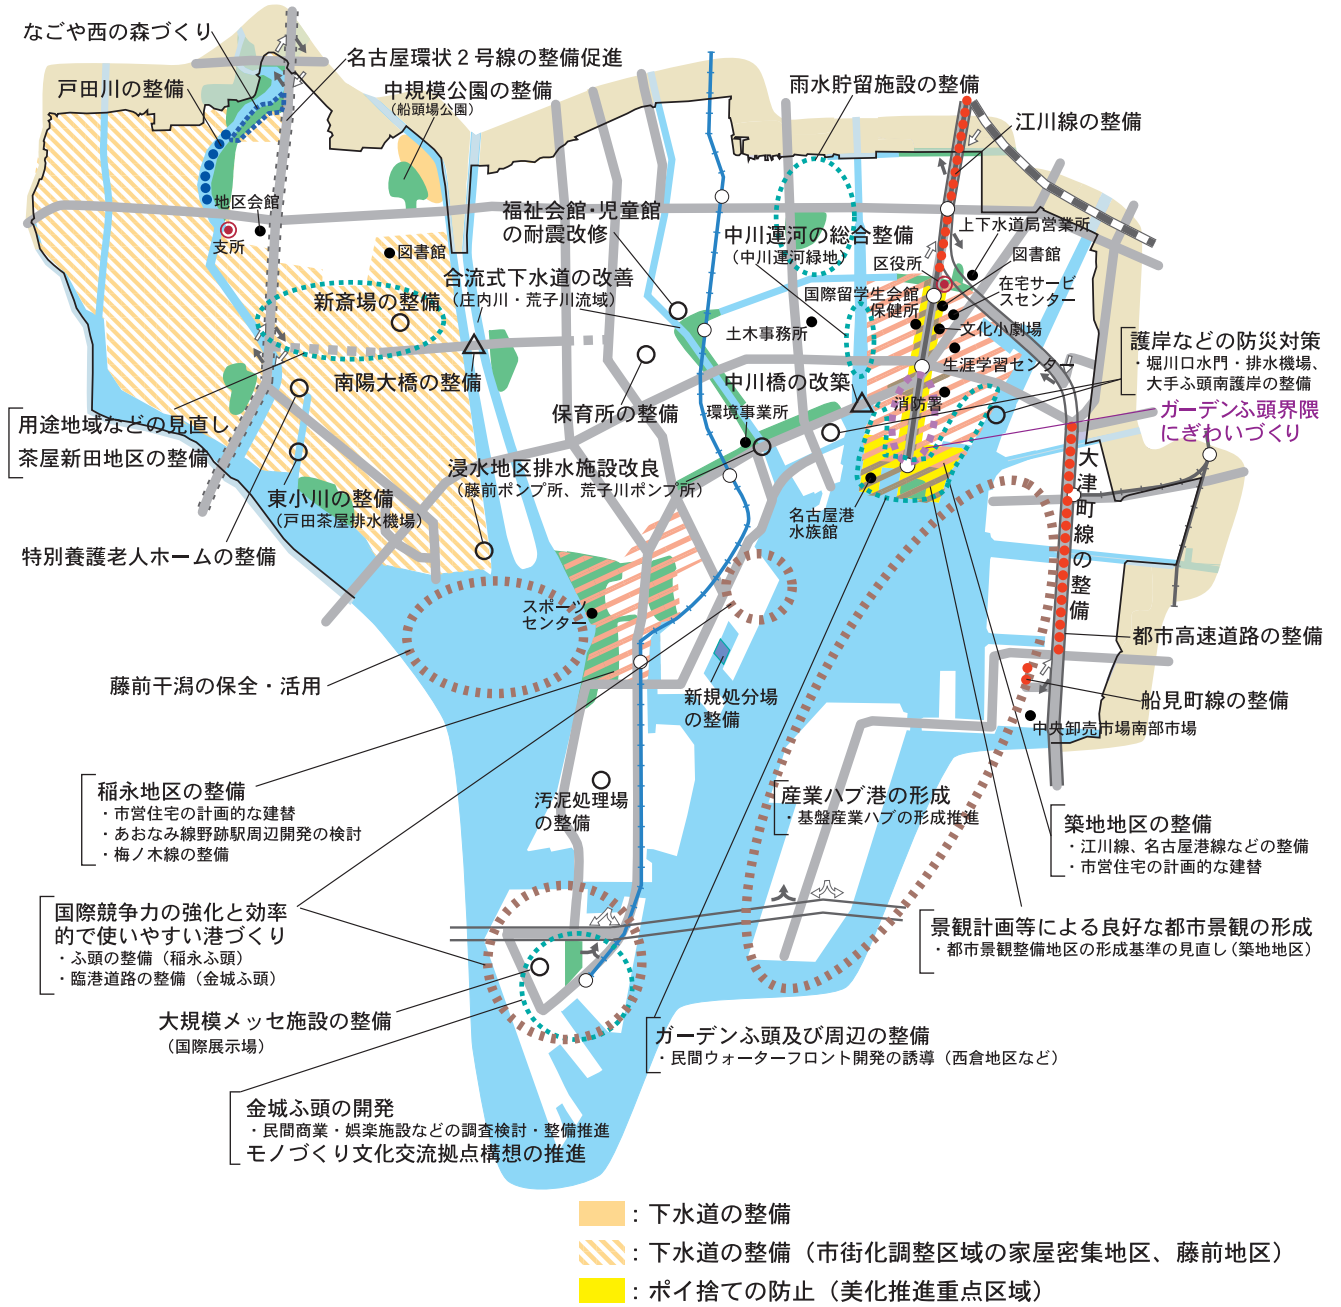 なごや西の森づくり
名古屋環状２号線の整備促進
戸田川の整備
中規模公園の整備
（船頭場公園）
雨水貯留施設の整備
江川線の整備
地区会館
支所
図書館
福祉会館・児童館
の耐震改修
中川運河の総合整備
（中川運河緑地）
上下水道局営業所
図書館
区役所
在宅サービ
スセンター
国際留学生会館
保健所
文化小劇場
生涯学習センター
土木事務所
合流式下水道の改善
（庄内川・荒子川流域）
新斎場の整備
護岸などの防災対策
・堀川口水門・排水機場、
大手ふ頭南護岸の整備
南陽大橋の整備
中川橋の改築
消防署
保育所の整備
環境事業所
ガーデンふ頭界隈
にぎわいづくり
用途地域などの見直し
茶屋新田地区の整備
浸水地区排水施設改良
（藤前ポンプ所、荒子川ポンプ所）
東小川の整備
（戸田茶屋排水機場）
名古屋港
水族館
大津町線の整備
特別養護老人ホームの整備
スポーツ
センター
都市高速道路の整備
藤前干潟の保全・活用
新規処分場
の整備
船見町線の整備
中央卸売市場南部市場
稲永地区の整備
・市営住宅の計画的な建替
・あおなみ線野跡駅周辺開発の検討
・梅ノ木線の整備
汚泥処理場
の整備
産業ハブ港の形成
・基盤産業ハブの形成推進
築地地区の整備
・江川線、名古屋港線などの整備
・市営住宅の計画的な建替
国際競争力の強化と効率
的で使いやすい港づくり
・ふ頭の整備（稲永ふ頭）
・臨港道路の整備（金城ふ頭）
景観計画等による良好な都市景観の形成
・都市景観整備地区の形成基準の見直し（築地地区）
大規模メッセ施設の整備
（国際展示場）
ガーデンふ頭及び周辺の整備
・民間ウォーターフロント開発の誘導（西倉地区など）
金城ふ頭の開発
・民間商業・娯楽施設などの調査検討・整備推進
モノづくり文化交流拠点構想の推進
：下水道の整備
：下水道の整備（市街化調整区域の家屋密集地区、藤前地区）
：ポイ捨ての防止（美化推進重点区域）